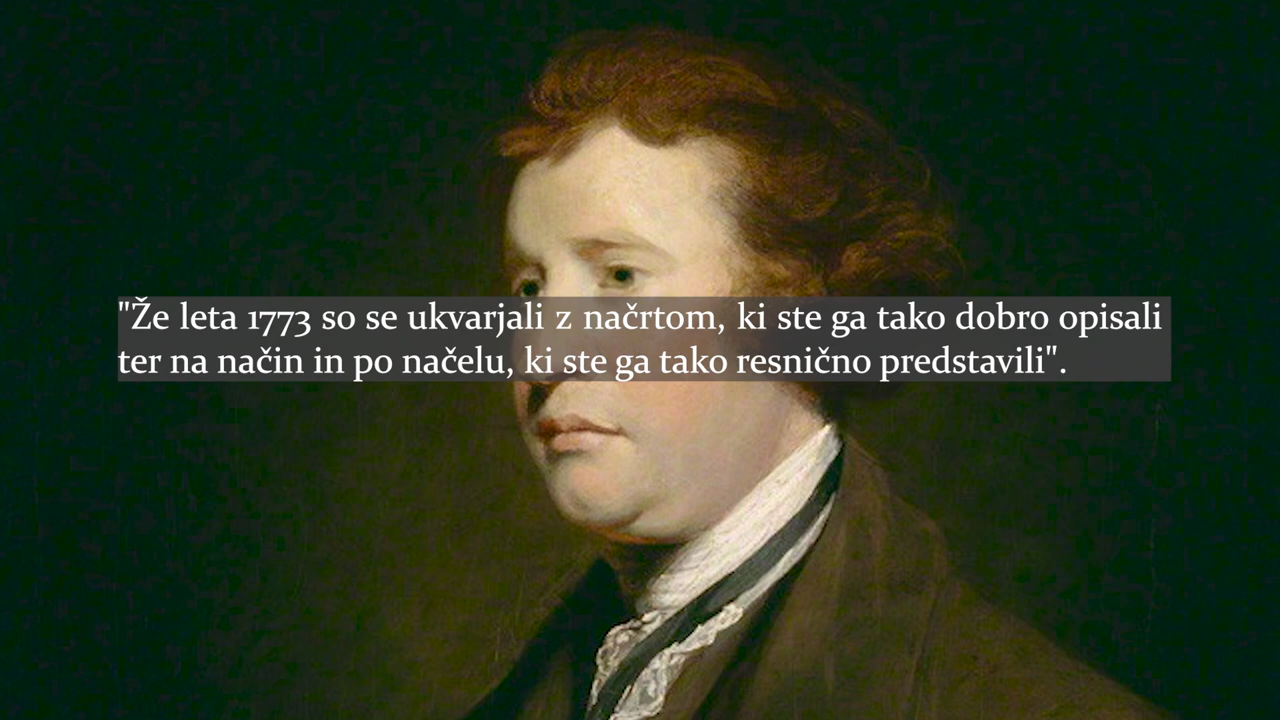 "Že leta 1773 so se ukvarjali z načrtom, ki ste ga tako dobro opisali
ter na način in po načelu, ki ste ga tako resnično predstavili".